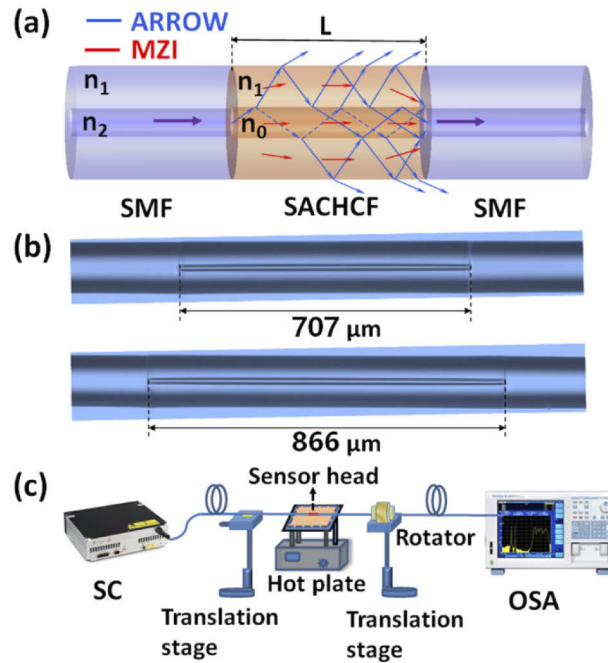 (a)
ARROW
MZI
L
n1
n1
n2
n0
SMF
SACHCF
SMF
(b)
707 μm
866 μm
(c)
Sensor head
Rotator
Hot plate
SC
OSA
Translation
stage
Translation
stage